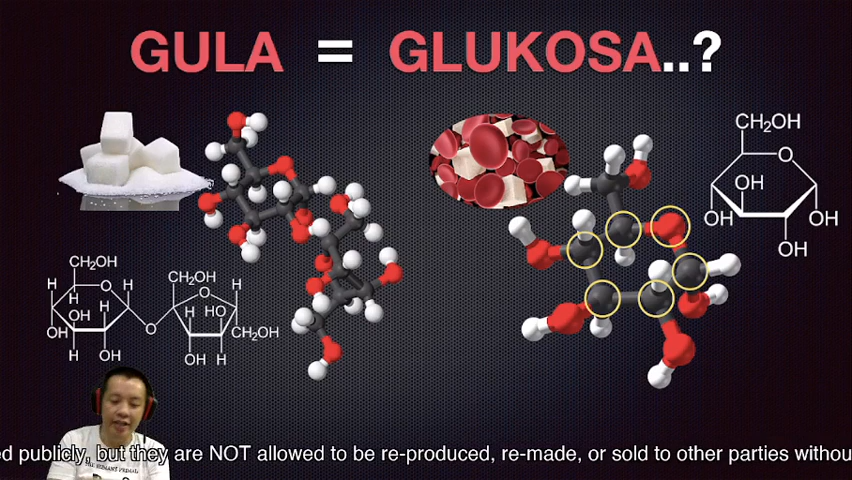 GULA = GLUKOSA..?
CH₂OH
O
OH
OH
OH
OH
CH₂OH
H
O
H
H
OH
H
OH
H
OH
O
CH₂OH
O
H
H
HO
CH₂OH
OH
H
ed publicly, but they are NOT allowed to be re-produced, re-made, or sold to other parties withou